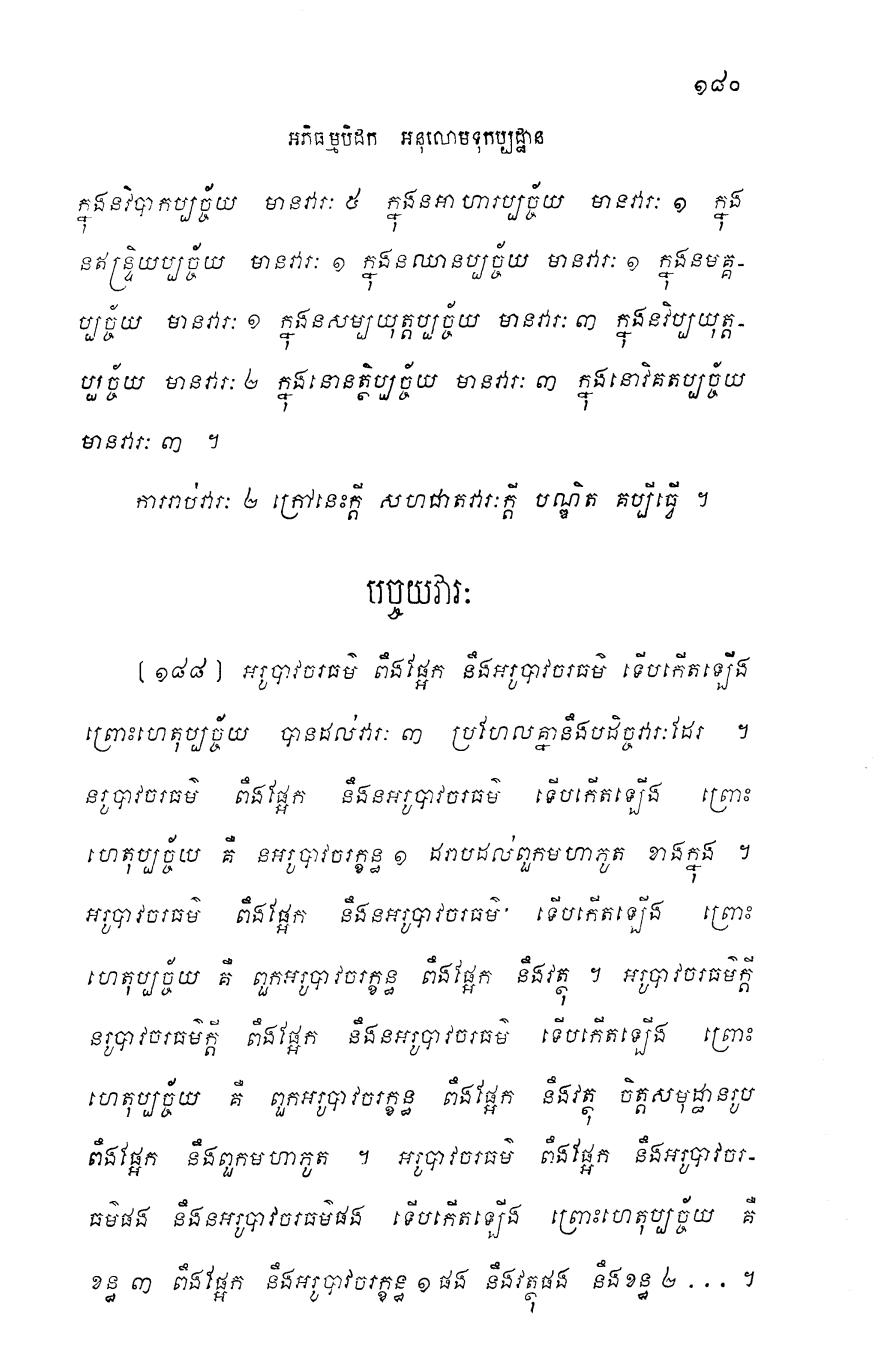 ១៨០
អភិធម្មបិដក អនុលោមទុកប្បដ្ឋាន
ក្នុងនវិបាកប្បច្ច័យ មានវារៈ ៥ ក្នុងនអាហារប្បច្ច័យ មានវារៈ ១ ក្នុង
នឥន្ទ្រិយប្បច្ច័យ មានវារៈ ១ ក្នុងនឈានប្បច្ច័យ មានវារៈ ១ ក្នុងនមគ្គ-
ប្បច្ច័យ មានវារៈ ១ ក្នុងនសម្បយុត្តប្បច្ច័យ មានវារៈ ៣ ក្នុងនវិប្បយុត្ត-
ប្បច្ច័យ មានវារៈ ២ ក្នុងនោនត្ថិប្បច្ច័យ មានវារៈ ៣ ក្នុងនោវិគតប្បច្ច័យ
មានវារៈ ៣ ។
ការរាប់វារៈ ២ ក្រៅនេះក្តី សហជាតវារៈក្តី បណ្ឌិត គប្បីធ្វើ ។
បច្ចយវារៈ
(១៨៨) អរូបាវចរធម៌ ពឹងផ្អែក នឹងអរូបាវចរធម៌ ទើបកើតឡើង
ព្រោះហេតុប្បច្ច័យ បានដល់វារៈ ៣ ប្រហែលគ្នានឹងបដិច្ចវារៈដែរ ។
នរូបាវចរធម៌ ពឹងផ្អែក នឹងនអរូបាវចរធម៌ ទើបកើតឡើង ព្រោះ
ហេតុប្បច្ច័យ គឺ នអរូបាវចរក្ខន្ធ ១ ដរាបដល់ពួកមហាភូត ខាងក្នុង ។
អរូបាវចរធម៌ ពឹងផ្អែក នឹងនអរូបាវចរធម៌ ទើបកើតឡើង ព្រោះ
ហេតុប្បច្ច័យ គឺ ពួកអរូបាវចរក្ខន្ធ ពឹងផ្អែក នឹងវត្ថុ ។ អរូបាវចរធម៌ក្តី
នរូបាវចរធម៌ក្តី ពឹងផ្អែក នឹងនអរូបាវចរធម៌ ទើបកើតឡើង ព្រោះ
ហេតុប្បច្ច័យ គឺ ពួកអរូបាវចរក្ខន្ធ ពឹងផ្អែក នឹងវត្ថុ ចិត្តសមុដ្ឋានរូប
ពឹងផ្អែក នឹងពួកមហាភូត ។ អរូបាវចរធម៌ ពឹងផ្អែក នឹងអរូបាវចរ-
ធម៌ផង នឹងនអរូបាវចរធម៌ផង ទើបកើតឡើង ព្រោះហេតុប្បច្ច័យ គឺ
ខន្ធ ៣ ពឹងផ្អែក នឹងអរូបាវចរក្ខន្ធ ១ ផង នឹងវត្ថុផង នឹងខន្ធ ២ ... ។